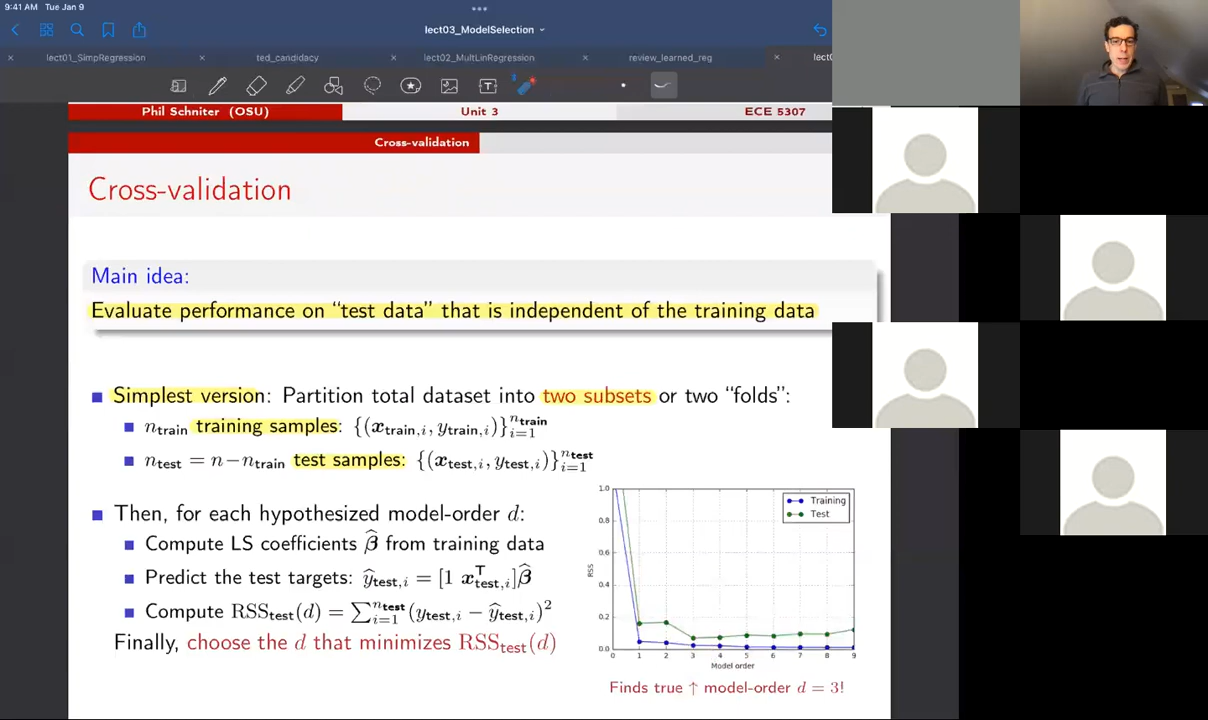 9:41 AM Tue Jan 9
lect03_ModelSelection
lect01_SimpRegression
ted_candidacy
lect02_MultLinRegression
review_learned_reg
lect0
Phil Schniter (OSU) Unit 3 ECE 5307
Cross-validation
Cross-validation
Main idea:
Evaluate performance on “test data” that is independent of the training data
Simplest version: Partition total dataset into two subsets or two “folds”:
n_train training samples: {(x_train,i, y_train,i)}_{i=1}^{n_train}
n_test = n−n_train test samples: {(x_test,i, y_test,i)}_{i=1}^{n_test}
Then, for each hypothesized model-order d:
Compute LS coefficients β̂ from training data
Predict the test targets: ŷ_test,i = [1 x_test,i^T]β̂
Compute RSS_test(d) = ∑_{i=1}^{n_test} (y_test,i − ŷ_test,i)²
Finally, choose the d that minimizes RSS_test(d)
Training
Test
1.0
0.8
0.6
0.4
0.2
0.0
RSS
0 1 2 3 4 5 6 7 8 9
Model order
Finds true ↑ model-order d = 3!